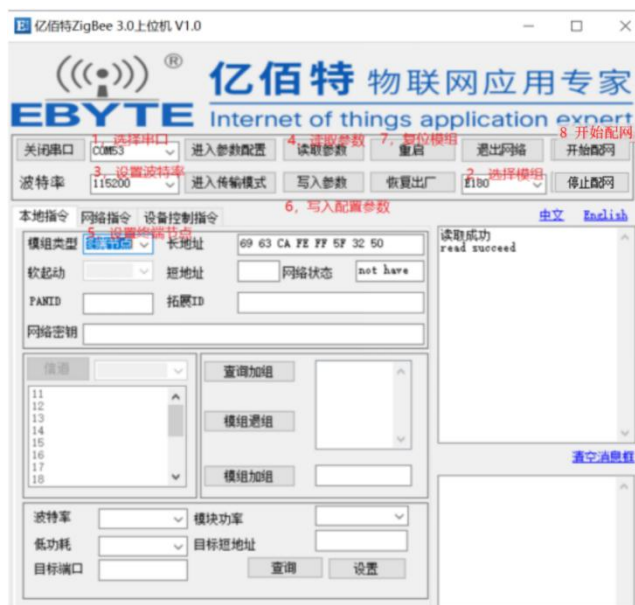 亿佰特ZigBee 3.0上位机 V1.0
(((•))) ® 亿佰特 物联网应用专家
EBYTE Internet of things application expert
1, 选择串口 4, 读取参数 7, 复位模组 8 开始配网
关闭串口 COM53 进入参数配置 读取参数 重启 退出网络 开始配网
3, 设置波特率 2, 选择模组
波特率 115200 进入传输模式 写入参数 恢复出厂 E180 停止配网
6, 写入配置参数
本地指令 网络指令 设备控制指令 中文 English
5, 设置终端节点
模组类型 终端节点 长地址 69 63 CA FE FF 5F 32 50
软起动 短地址 网络状态 not have
PANID 拓展ID
网络密钥
读取成功
read succeed
信道 查询加组
11
12
13
14
15
16
17
18
模组退组
模组加组
清空消息框
波特率 模块功率
低功耗 目标短地址
目标端口 查询 设置